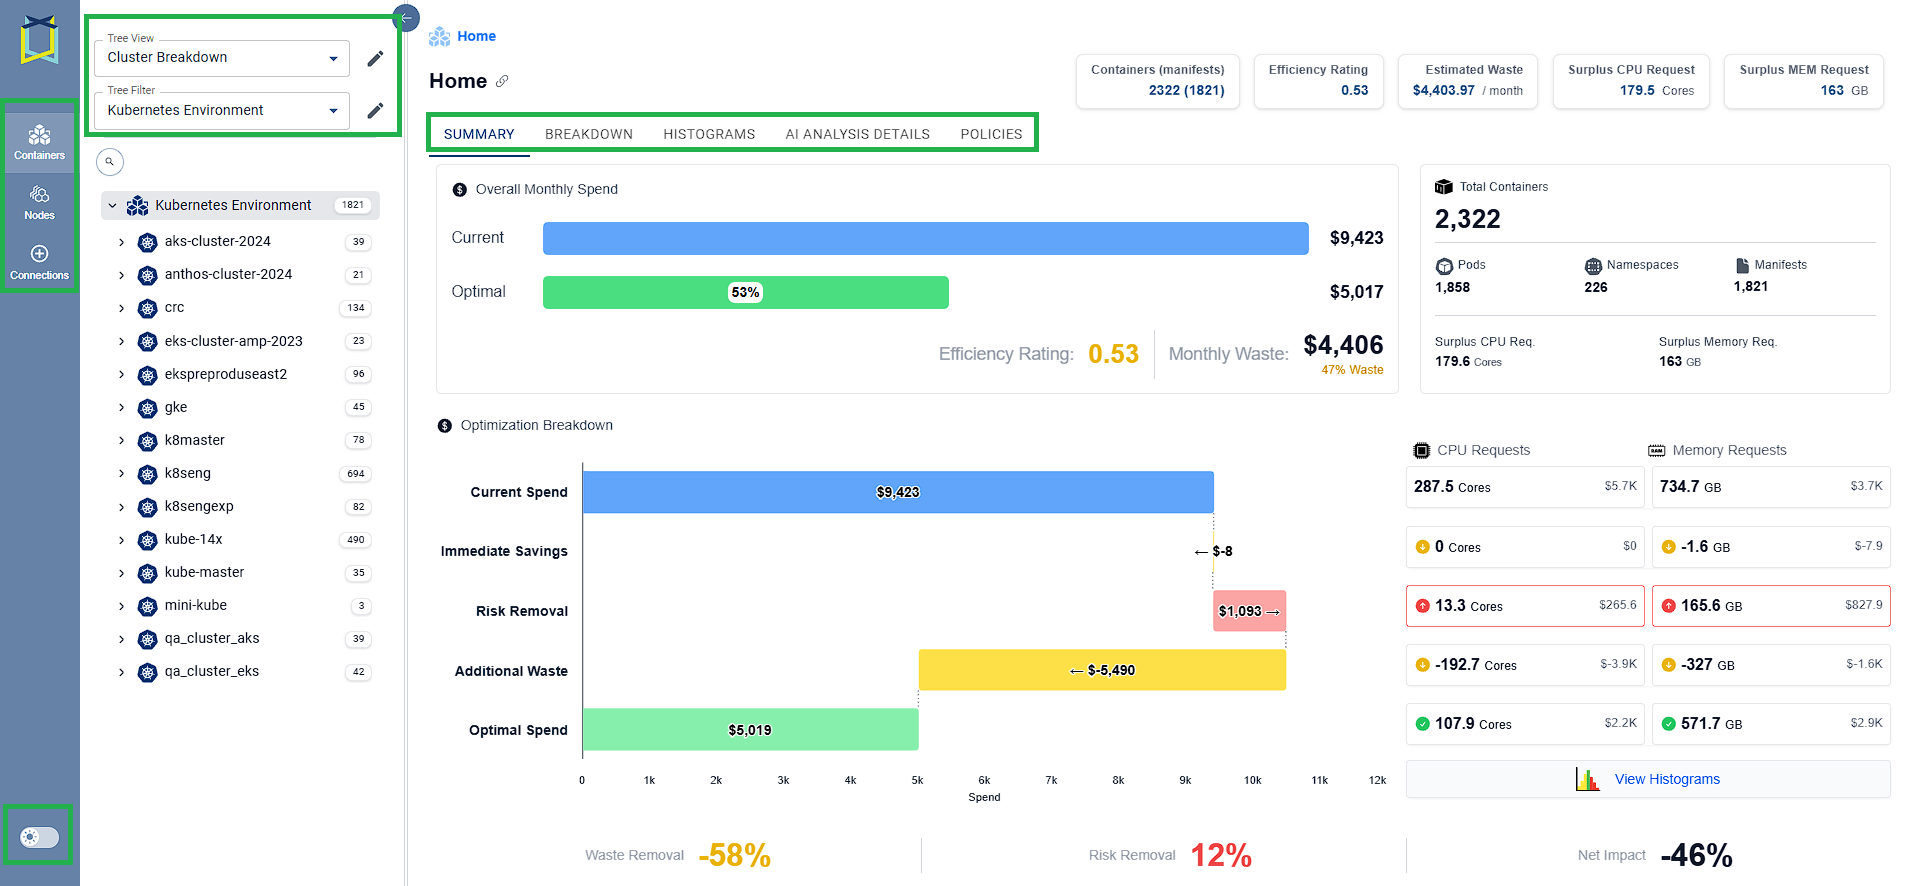 Containers
Nodes
Connections
Tree View
Cluster Breakdown
Tree Filter
Kubernetes Environment
Kubernetes Environment 1821
aks-cluster-2024 39
anthos-cluster-2024 21
crc 134
eks-cluster-amp-2023 23
ekspreproduseast2 96
gke 45
k8master 78
k8seng 694
k8sengexp 82
kube-14x 490
kube-master 35
mini-kube 3
qa_cluster_aks 39
qa_cluster_eks 42
Home
Home
Containers (manifests)
2322 (1821)
Efficiency Rating
0.53
Estimated Waste
$4,403.97 / month
Surplus CPU Request
179.5 Cores
Surplus MEM Request
163 GB
SUMMARY BREAKDOWN HISTOGRAMS AI ANALYSIS DETAILS POLICIES
Overall Monthly Spend
Current $9,423
Optimal 53% $5,017
Efficiency Rating: 0.53 Monthly Waste: $4,406
47% Waste
Total Containers
2,322
Pods
1,858
Namespaces
226
Manifests
1,821
Surplus CPU Req.
179.6 Cores
Surplus Memory Req.
163 GB
Optimization Breakdown
Current Spend $9,423
Immediate Savings ←$-8
Risk Removal $1,093 →
Additional Waste ←$-5,490
Optimal Spend $5,019
0 1k 2k 3k 4k 5k 6k 7k 8k 9k 10k 11k 12k
Spend
CPU Requests RAM Memory Requests
287.5 Cores $5.7K 734.7 GB $3.7K
0 Cores $0 -1.6 GB $-7.9
13.3 Cores $265.6 165.6 GB $827.9
-192.7 Cores $-3.9K -327 GB $-1.6K
107.9 Cores $2.2K 571.7 GB $2.9K
View Histograms
Waste Removal -58% Risk Removal 12% Net Impact -46%